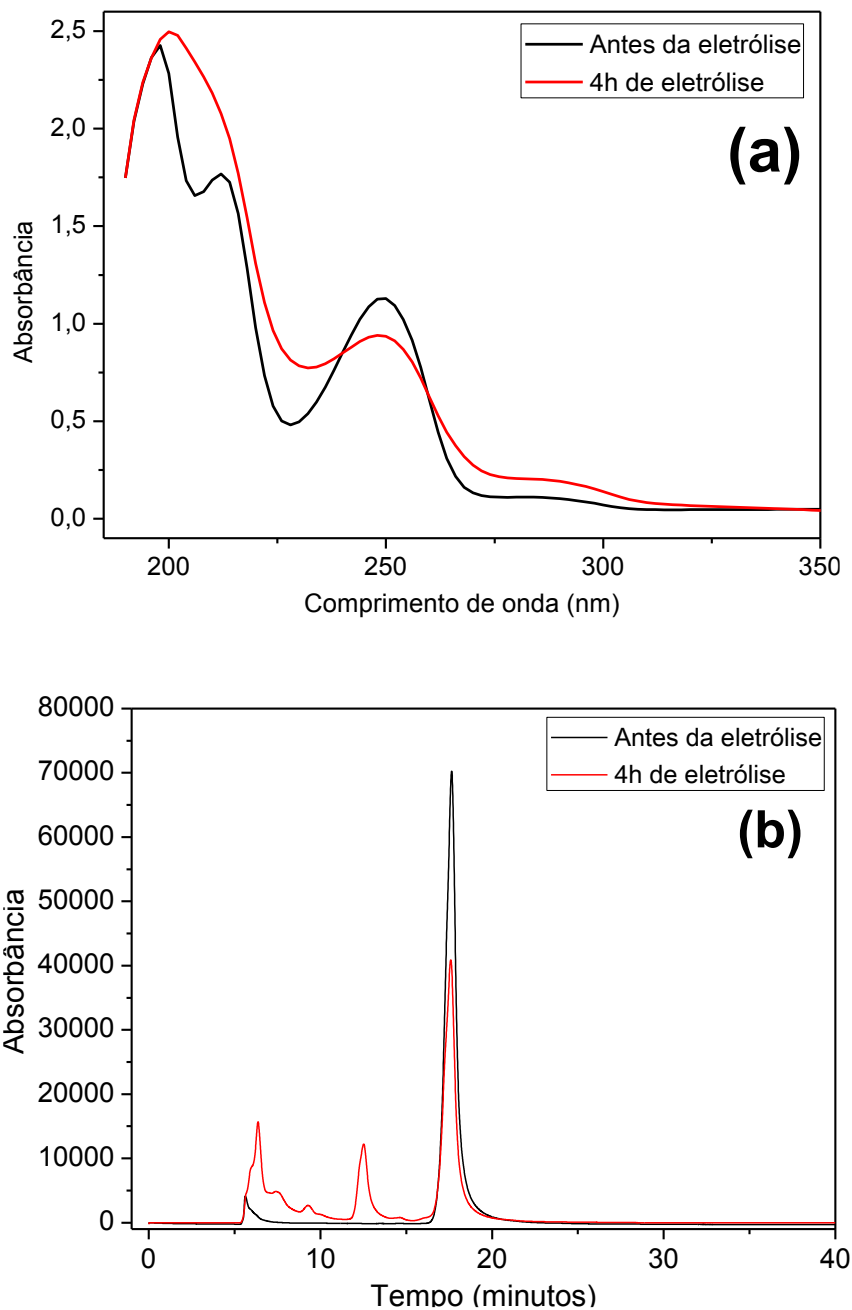 2,5
2,0
1,5
1,0
0,5
0,0
Absorbância
Antes da eletrólise
4h de eletrólise
(a)
200
250
300
350
Comprimento de onda (nm)
80000
70000
60000
50000
40000
30000
20000
10000
0
Absorbância
Antes da eletrólise
4h de eletrólise
(b)
0
10
20
30
40
Tempo (minutos)